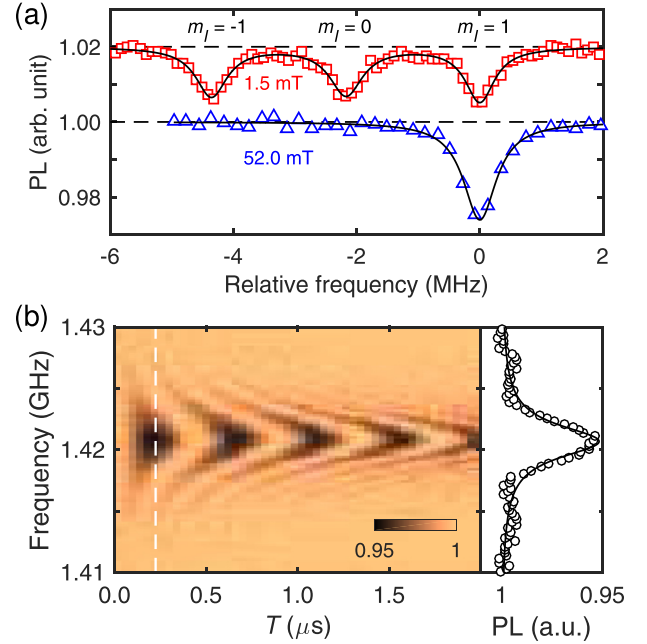 (a)
m_I = -1 m_I = 0 m_I = 1
1.02
1.5 mT
1.00
52.0 mT
0.98
PL (arb. unit)
-6 -4 -2 0 2
Relative frequency (MHz)
(b)
1.43
1.42
1.41
Frequency (GHz)
0.95 1
0.0 0.5 1.0 1.5
T (μs)
1 0.95
PL (a.u.)